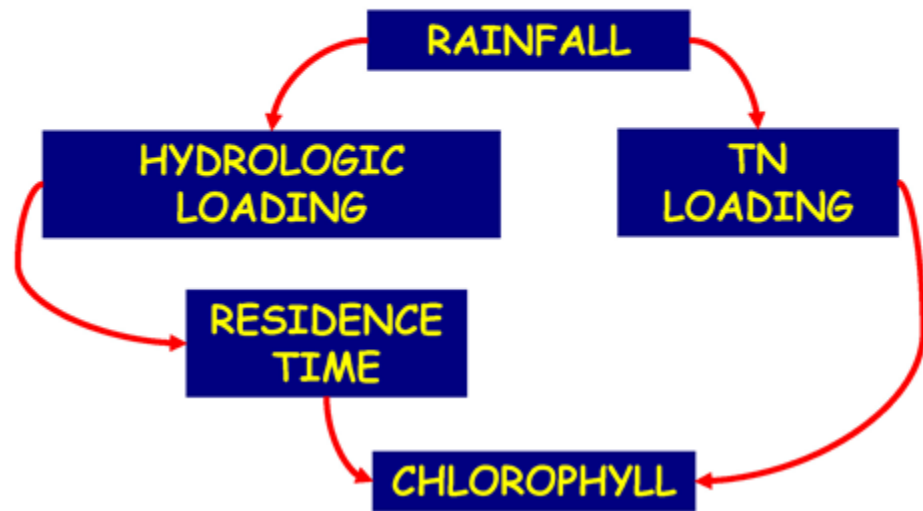 RAINFALL
HYDROLOGIC
LOADING
TN
LOADING
RESIDENCE
TIME
CHLOROPHYLL